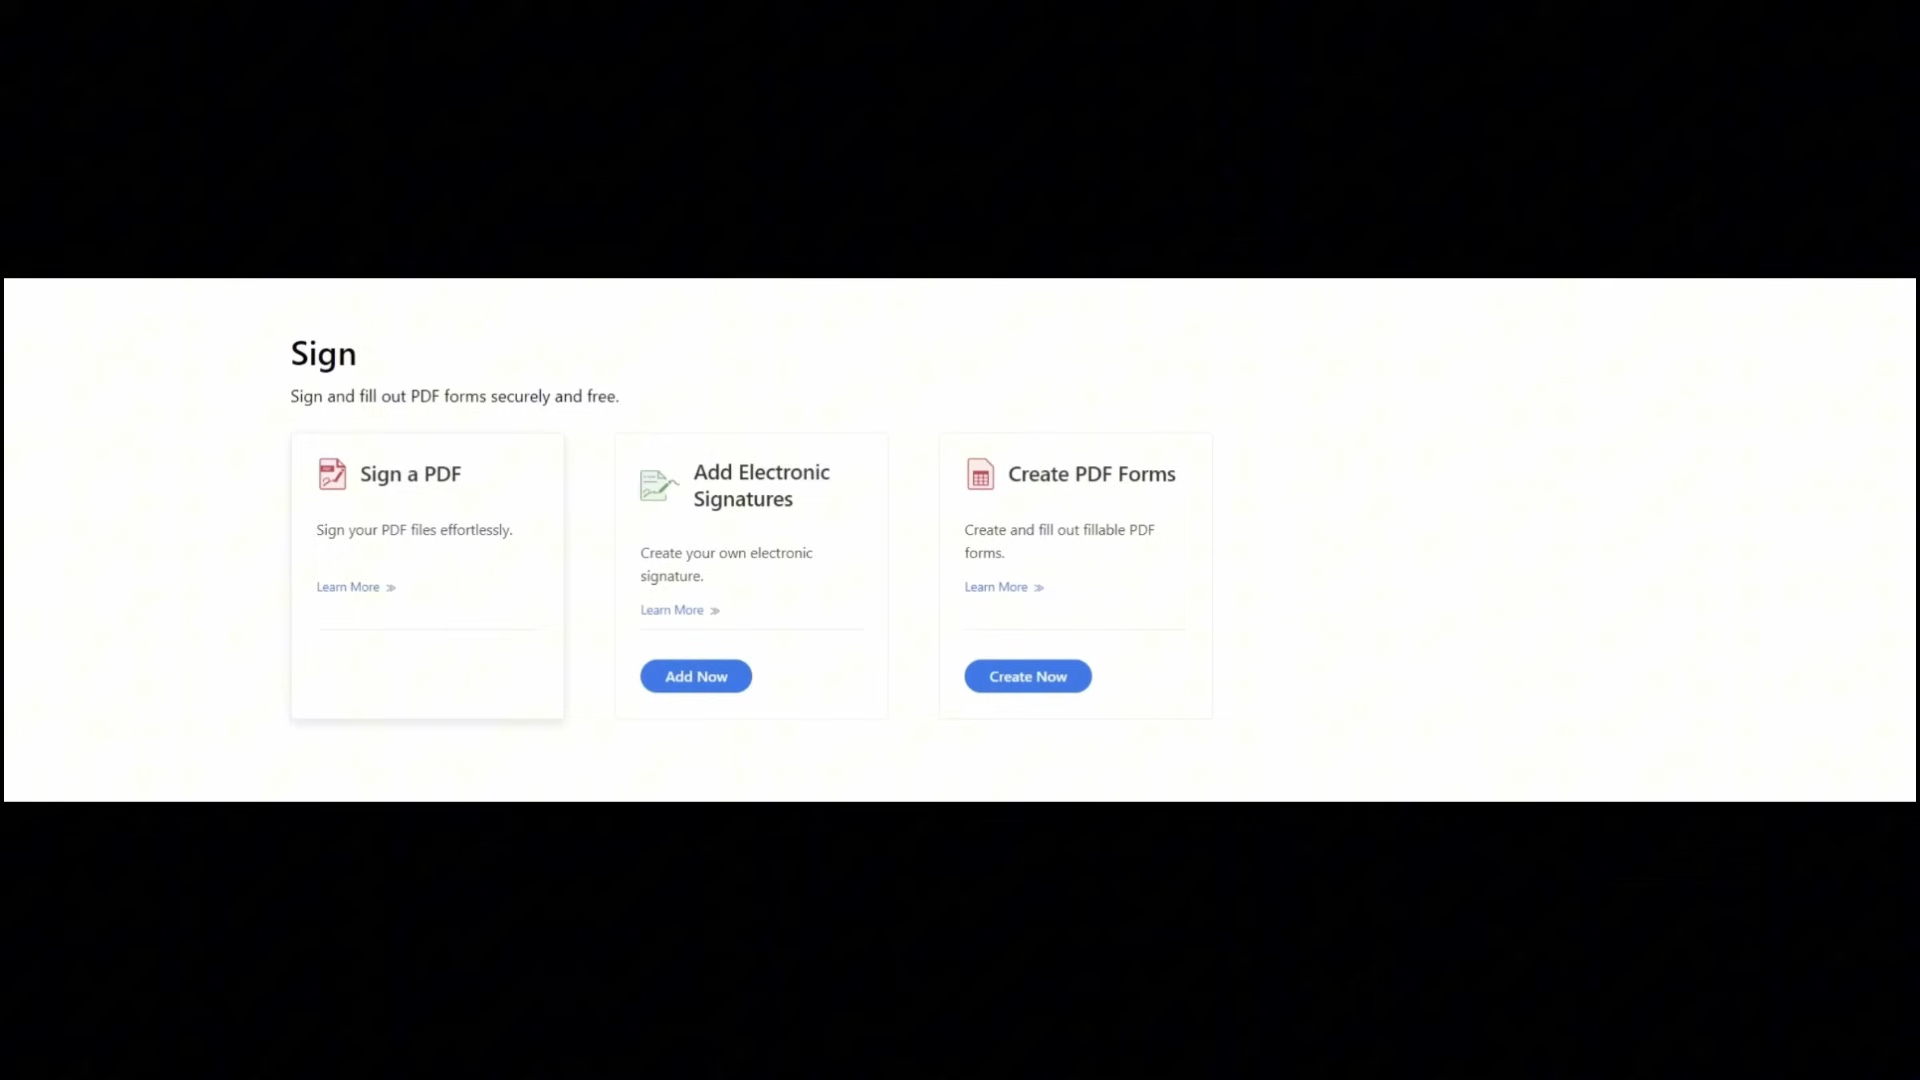 Sign
Sign and fill out PDF forms securely and free.
Sign a PDF
Sign your PDF files effortlessly.
Learn More »
Add Electronic
Signatures
Create your own electronic
signature.
Learn More »
Add Now
Create PDF Forms
Create and fill out fillable PDF
forms.
Learn More »
Create Now